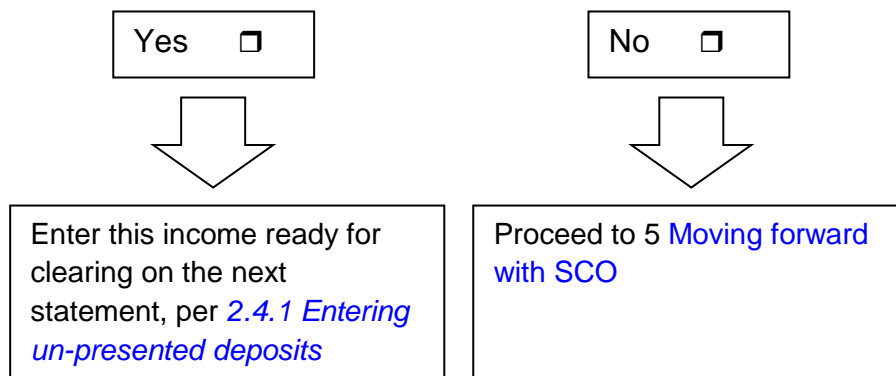 Yes ❒
No ❒
Enter this income ready for
clearing on the next
statement, per 2.4.1 Entering
un-presented deposits
Proceed to 5 Moving forward
with SCO